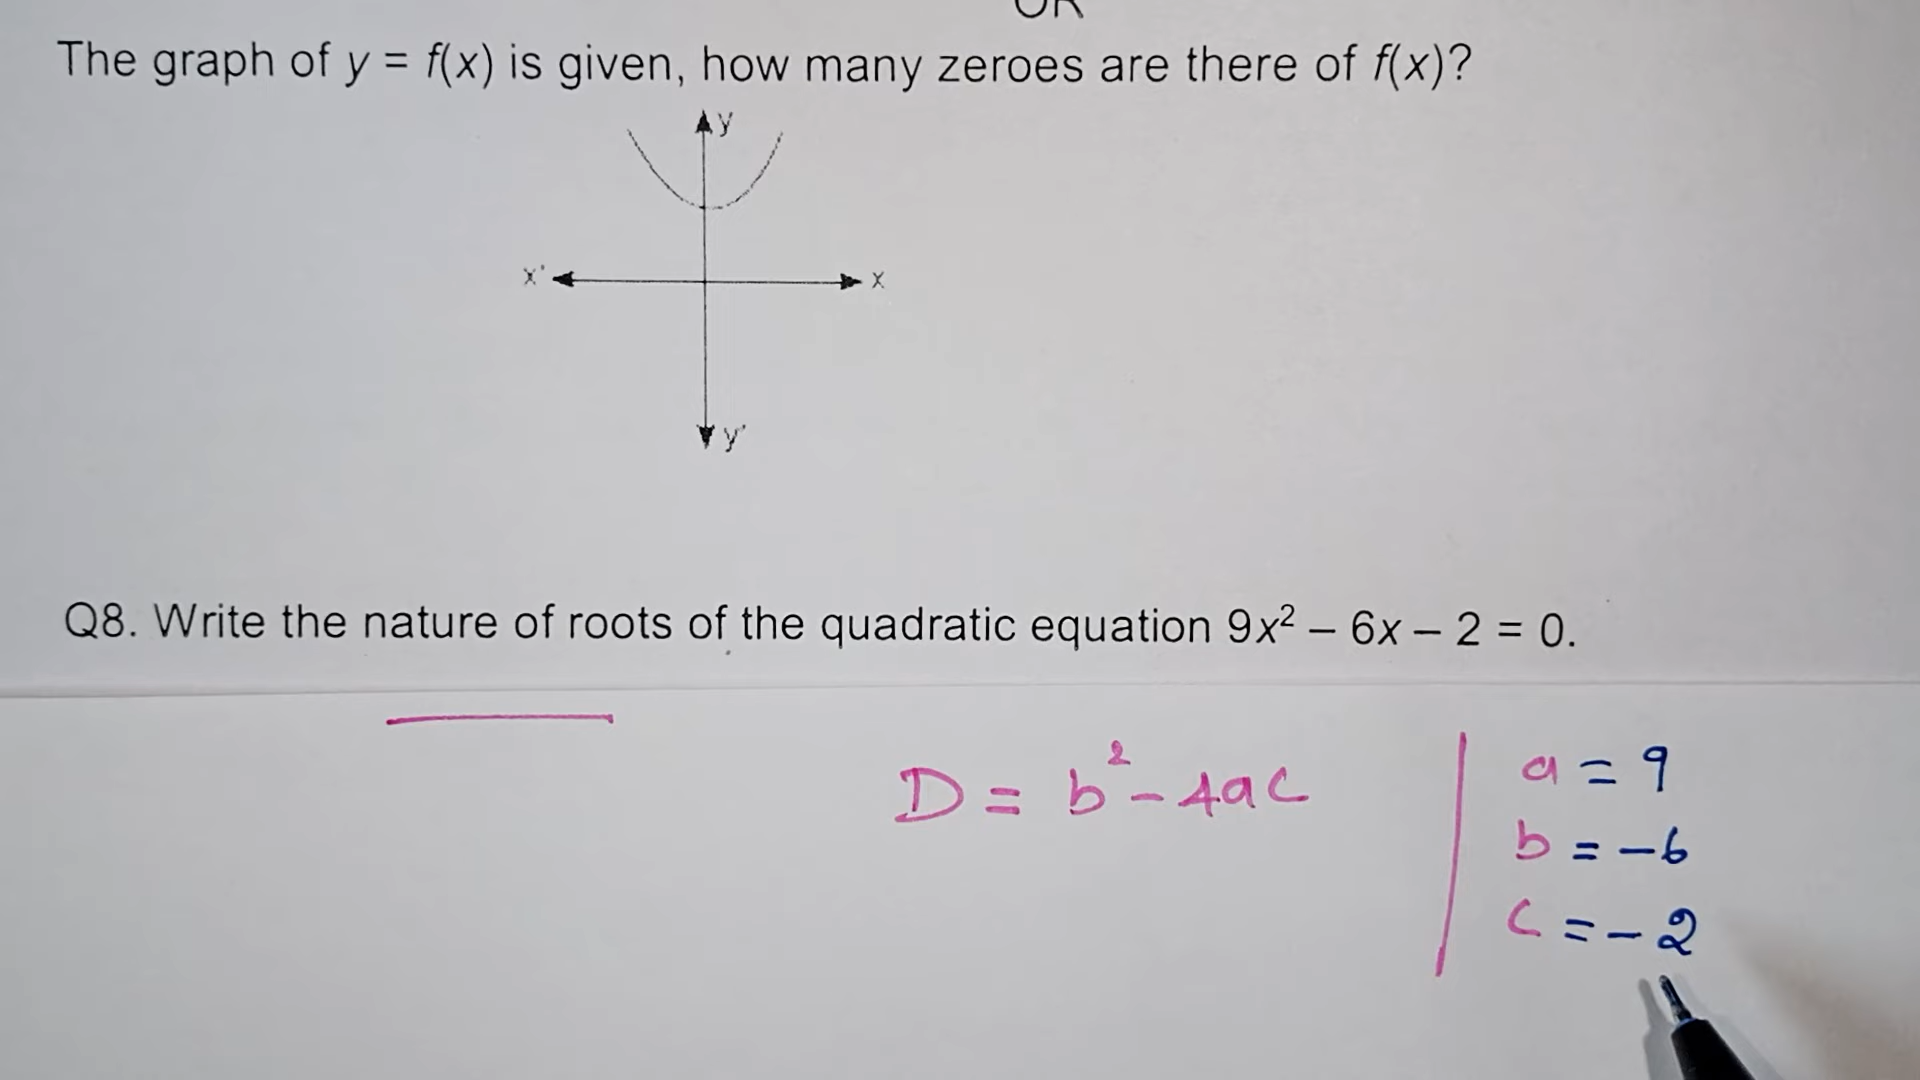 OR
The graph of y = f(x) is given, how many zeroes are there of f(x)?
y
x' x
y'
Q8. Write the nature of roots of the quadratic equation 9x² – 6x – 2 = 0.
D = b² - 4ac
a = 9
b = -6
c = -2